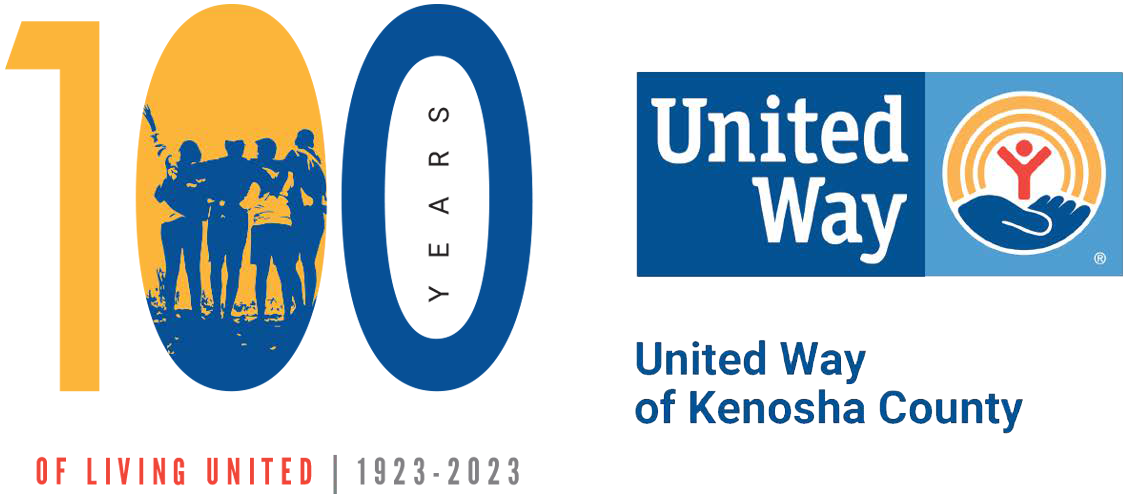 100
YEARS
OF LIVING UNITED | 1923-2023
United
Way
®
United Way
of Kenosha County